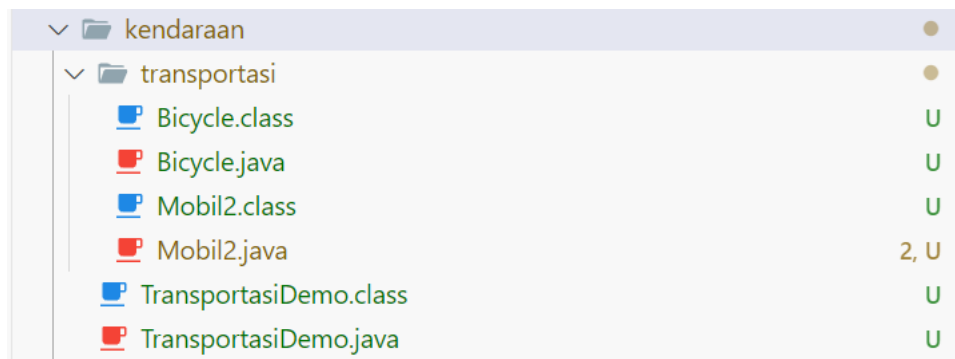 kendaraan
transportasi
Bicycle.class U
Bicycle.java U
Mobil2.class U
Mobil2.java 2, U
TransportasiDemo.class U
TransportasiDemo.java U